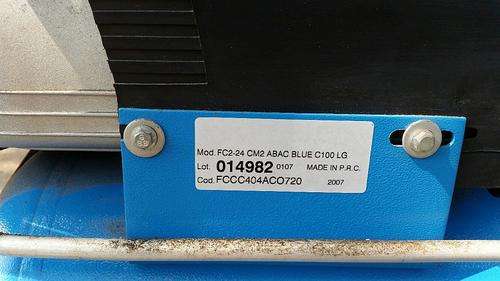 Mod. FC2-24 CM2 ABAC BLUE C100 LG
Lot. 014982 0107 MADE IN P.R.C.
Cod. FCCC404ACO720 2007